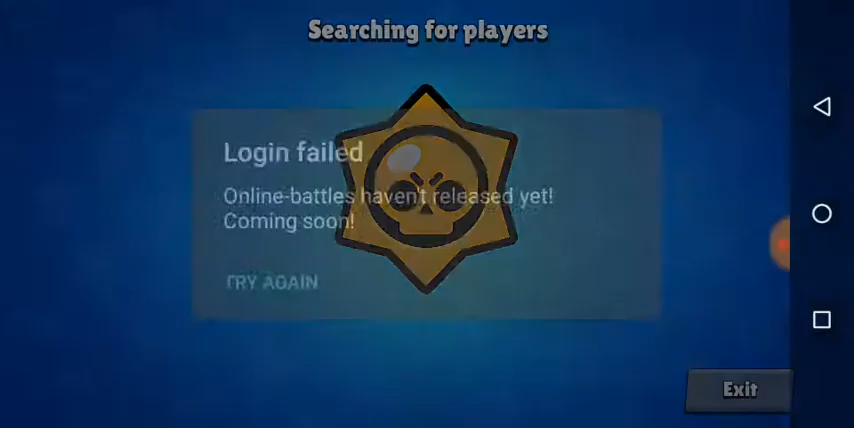 Searching for players
Login failed
Online-battles haven't released yet!
Coming soon!
TRY AGAIN
Exit